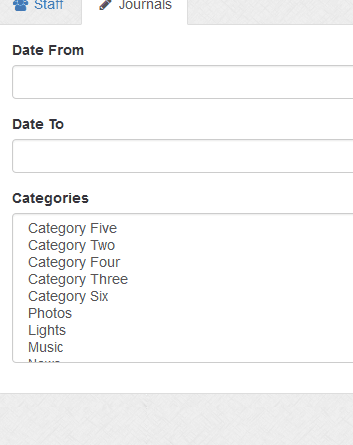 Staff Journals
Date From
Date To
Categories
Category Five
Category Two
Category Four
Category Three
Category Six
Photos
Lights
Music